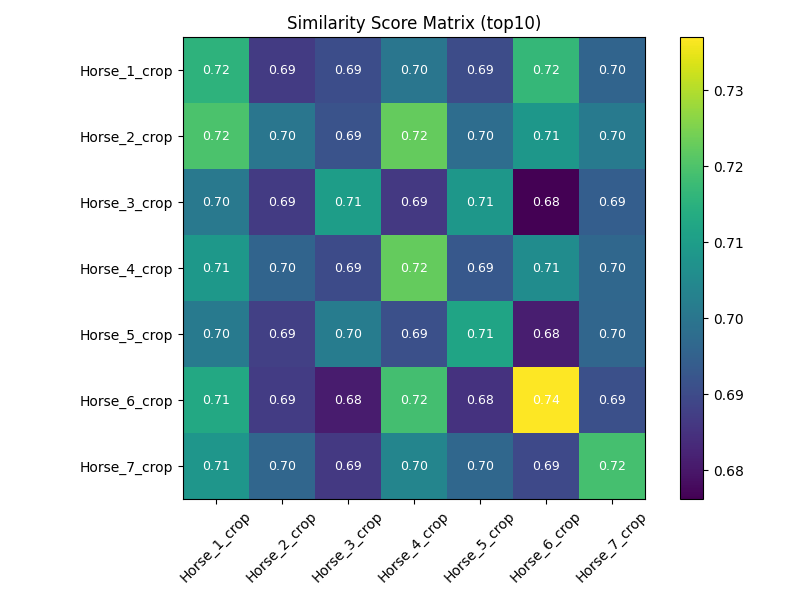 Similarity Score Matrix (top10)
Horse_1_crop 0.72 0.69 0.69 0.70 0.69 0.72 0.70
Horse_2_crop 0.72 0.70 0.69 0.72 0.70 0.71 0.70
Horse_3_crop 0.70 0.69 0.71 0.69 0.71 0.68 0.69
Horse_4_crop 0.71 0.70 0.69 0.72 0.69 0.71 0.70
Horse_5_crop 0.70 0.69 0.70 0.69 0.71 0.68 0.70
Horse_6_crop 0.71 0.69 0.68 0.72 0.68 0.74 0.69
Horse_7_crop 0.71 0.70 0.69 0.70 0.70 0.69 0.72
Horse_1_crop Horse_2_crop Horse_3_crop Horse_4_crop Horse_5_crop Horse_6_crop Horse_7_crop
0.73
0.72
0.71
0.70
0.69
0.68